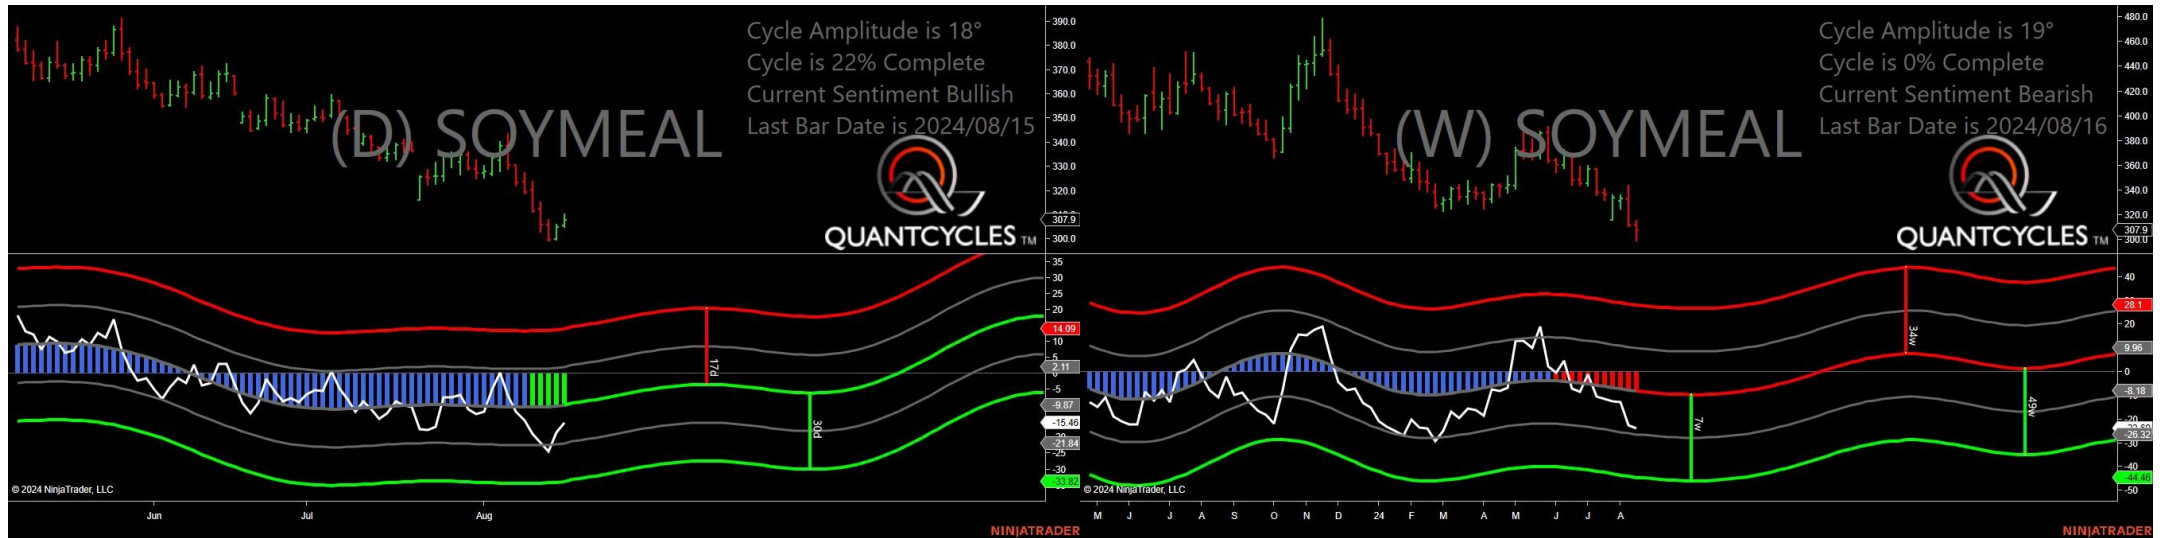 Cycle Amplitude is 18°
Cycle is 22% Complete
Current Sentiment Bullish
Last Bar Date is 2024/08/15
(D) SOYMEAL
QUANTCYCLES TM
390.0
380.0
370.0
360.0
350.0
340.0
330.0
320.0
307.9
300.0
35
30
25
20
14.09
10
5
2.11
0
-5
-9.87
-15.46
-21.84
-25
-30
-33.82
17d
30d
© 2024 NinjaTrader, LLC
Jun Jul Aug
NINJATRADER
Cycle Amplitude is 19°
Cycle is 0% Complete
Current Sentiment Bearish
Last Bar Date is 2024/08/16
(W) SOYMEAL
QUANTCYCLES TM
480.0
460.0
440.0
420.0
400.0
380.0
360.0
340.0
320.0
307.9
300.0
40
28.1
20
9.96
0
-8.18
-26.32
-30
-40
-44.46
-50
34w
7w
49w
© 2024 NinjaTrader, LLC
M J J A S O N D 24 F M A M J J A
NINJATRADER